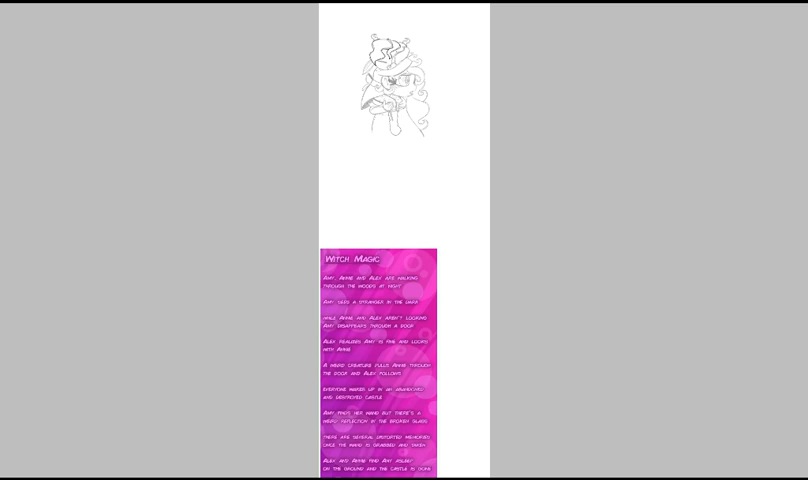 Witch Magic
Amy, Annie and Alex are walking
through the woods at night
Amy sees a stranger in the dark
while Annie and Alex aren't looking
Amy disappears through a door
Alex realizes Amy is and looks
with Annie
A weird creature pulls Annie through
the door and Alex follows
everyone wakes up in an abandoned
and destroyed castle
Amy finds her wand but there's a
weird reflection in the broken glass
there are several distorted memories
once the wand is grabbed and taken
Alex and Annie find Amy asleep
on the ground and the castle is gone